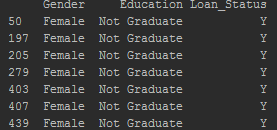 Gender Education Loan_Status
50 Female Not Graduate Y
197 Female Not Graduate Y
205 Female Not Graduate Y
279 Female Not Graduate Y
403 Female Not Graduate Y
407 Female Not Graduate Y
439 Female Not Graduate Y